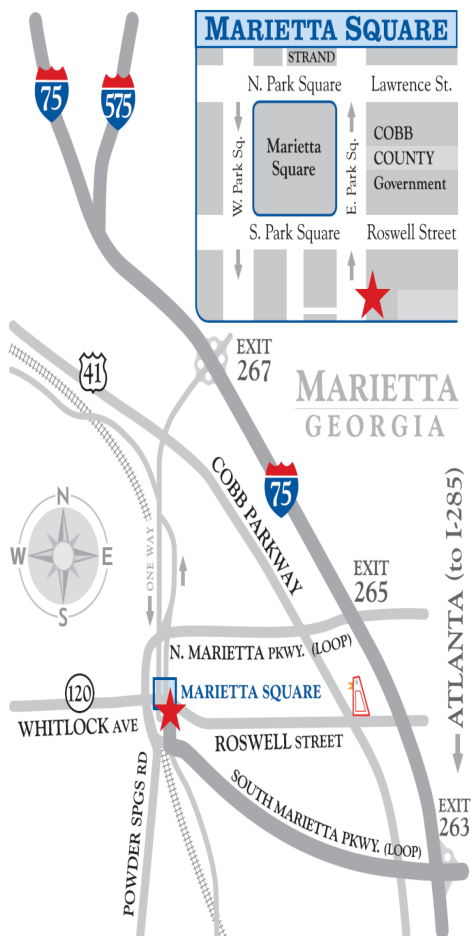 75
575
MARIETTA SQUARE
STRAND
N. Park Square
Lawrence St.
W. Park Sq.
Marietta
Square
E. Park Sq.
COBB
COUNTY
Government
S. Park Square
Roswell Street
EXIT
267
41
MARIETTA
GEORGIA
75
COBB PARKWAY
N
W
E
S
ONE WAY
EXIT
265
ATLANTA (to I-285)
N. MARIETTA PKWY. (LOOP)
120
MARIETTA SQUARE
WHITLOCK AVE
ROSWELL STREET
POWDER SPGS RD
SOUTH MARIETTA PKWY. (LOOP)
EXIT
263